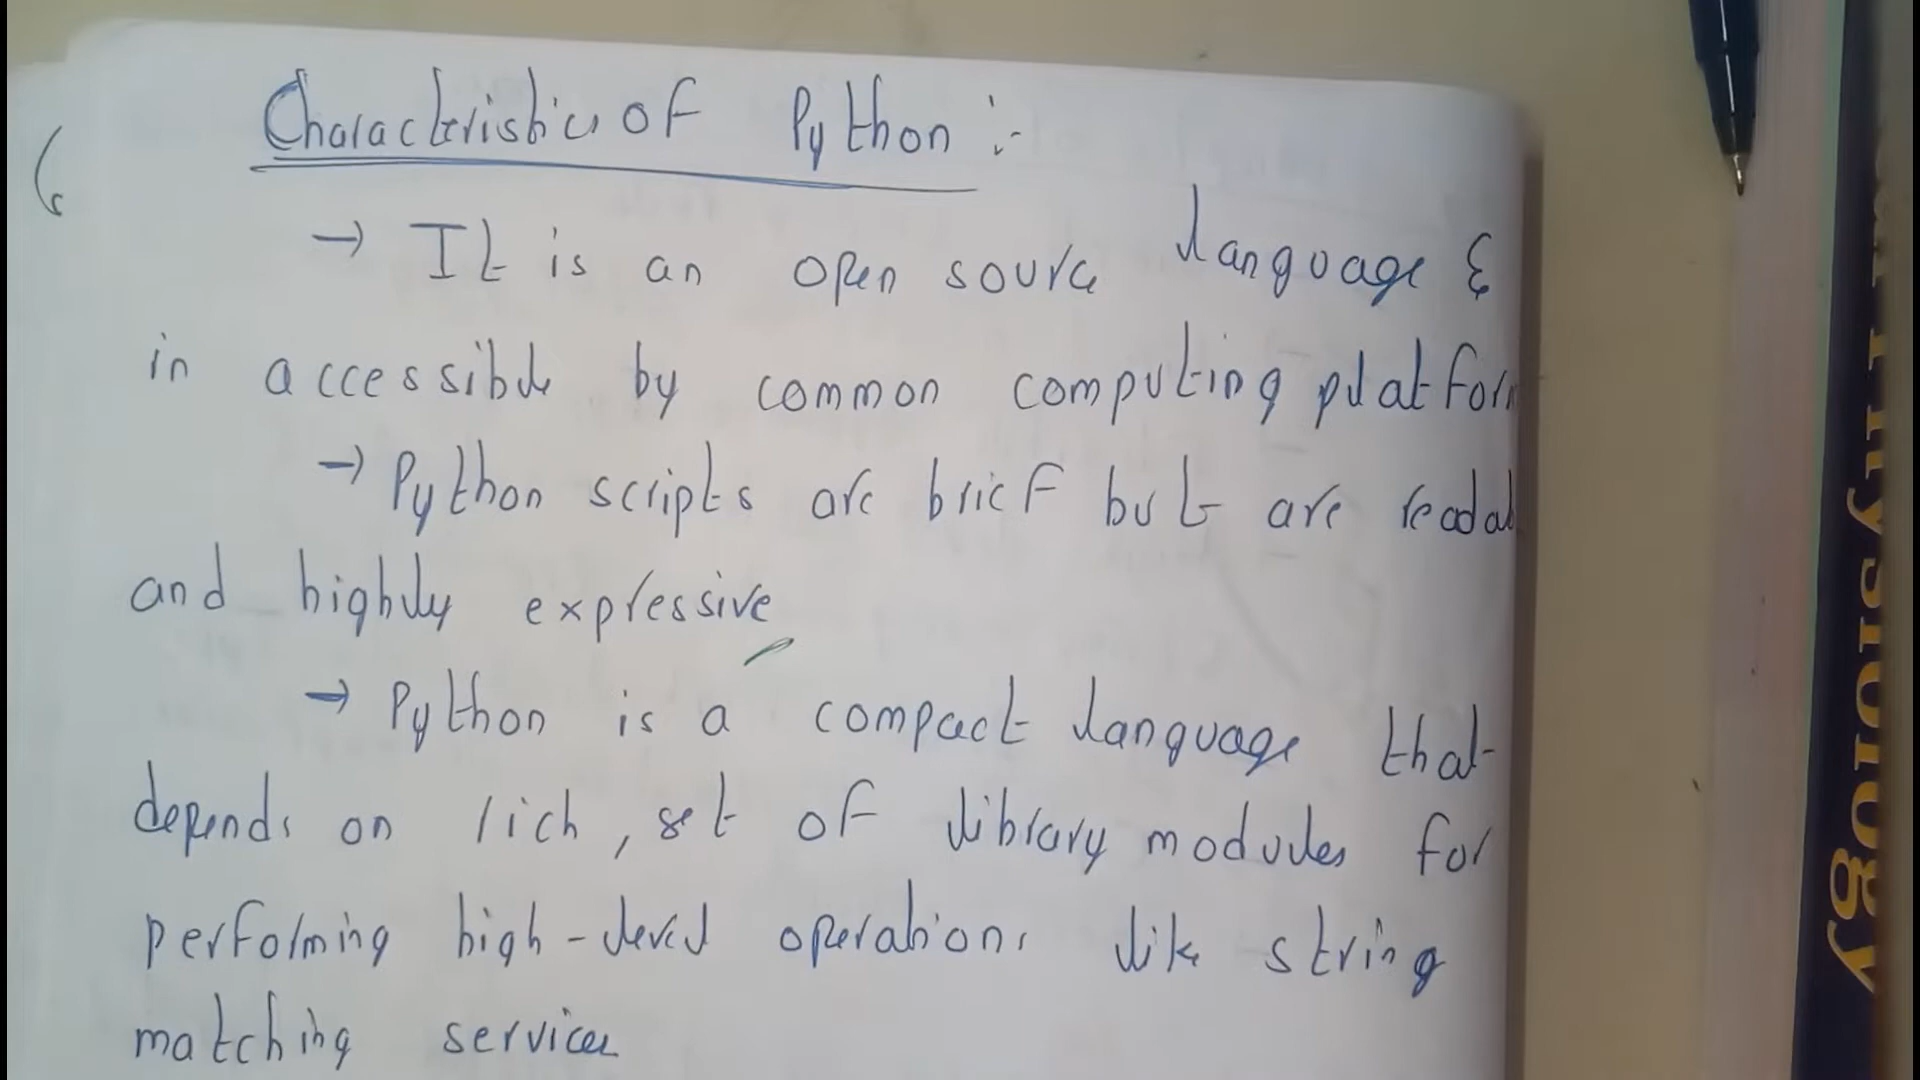 Characteristics of Python :-
→ It is an open source language &
in accessible by common computing platform
→ Python scripts are brief but are readab
and highly expressive
→ Python is a compact language that
depends on rich, set of library modules for
performing high-level operations like string
matching services
Physiology